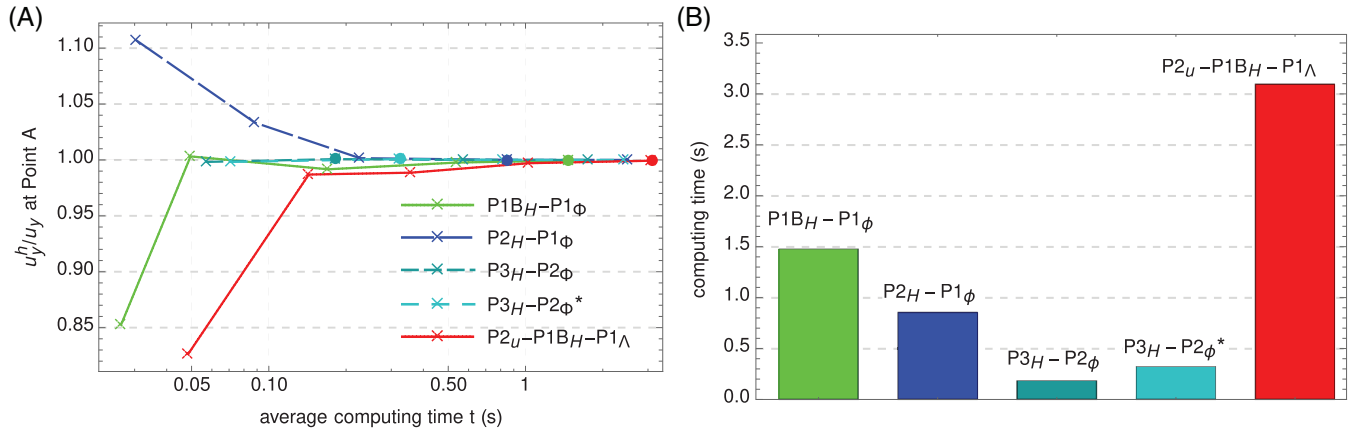 (A)
u_y^h/u_y at Point A
1.10
1.05
1.00
0.95
0.90
0.85
0.05
0.10
0.50
1
average computing time t (s)
P1B_H–P1_Φ
P2_H–P1_Φ
P3_H–P2_Φ
P3_H–P2_Φ*
P2_u–P1B_H–P1_Λ
(B)
computing time (s)
3.5
3.0
2.5
2.0
1.5
1.0
0.5
0.0
P1B_H–P1_ϕ
P2_H–P1_ϕ
P3_H–P2_ϕ
P3_H–P2_ϕ*
P2_u–P1B_H–P1_Λ